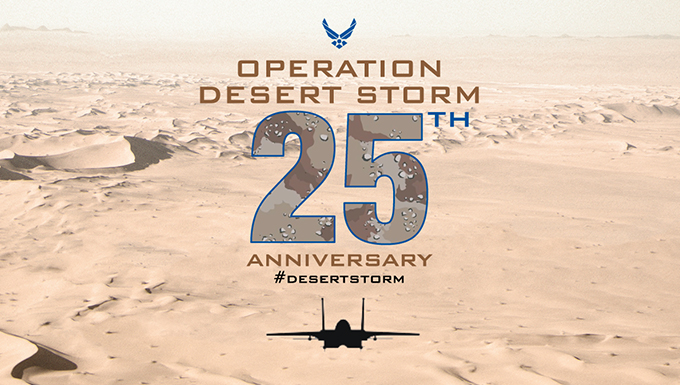 OPERATION
DESERT STORM
25TH
ANNIVERSARY
#DESERTSTORM